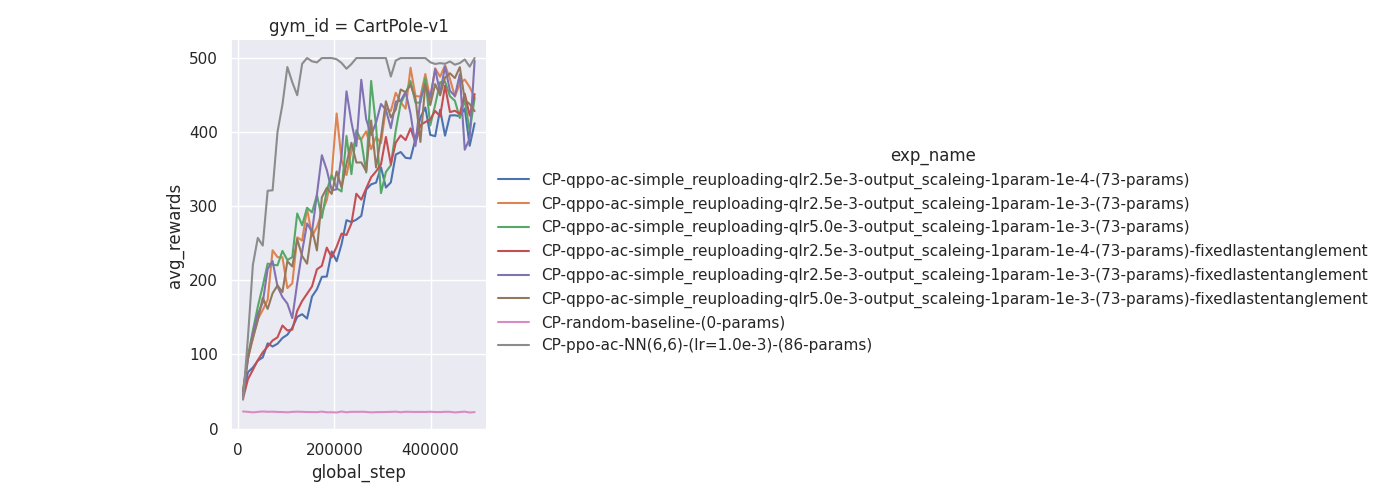 gym_id = CartPole-v1
500
400
300
200
100
0
avg_rewards
0 200000 400000
global_step
exp_name
CP-qppo-ac-simple_reuploading-qlr2.5e-3-output_scaleing-1param-1e-4-(73-params)
CP-qppo-ac-simple_reuploading-qlr2.5e-3-output_scaleing-1param-1e-3-(73-params)
CP-qppo-ac-simple_reuploading-qlr5.0e-3-output_scaleing-1param-1e-3-(73-params)
CP-qppo-ac-simple_reuploading-qlr2.5e-3-output_scaleing-1param-1e-4-(73-params)-fixedlastentanglement
CP-qppo-ac-simple_reuploading-qlr2.5e-3-output_scaleing-1param-1e-3-(73-params)-fixedlastentanglement
CP-qppo-ac-simple_reuploading-qlr5.0e-3-output_scaleing-1param-1e-3-(73-params)-fixedlastentanglement
CP-random-baseline-(0-params)
CP-ppo-ac-NN(6,6)-(lr=1.0e-3)-(86-params)